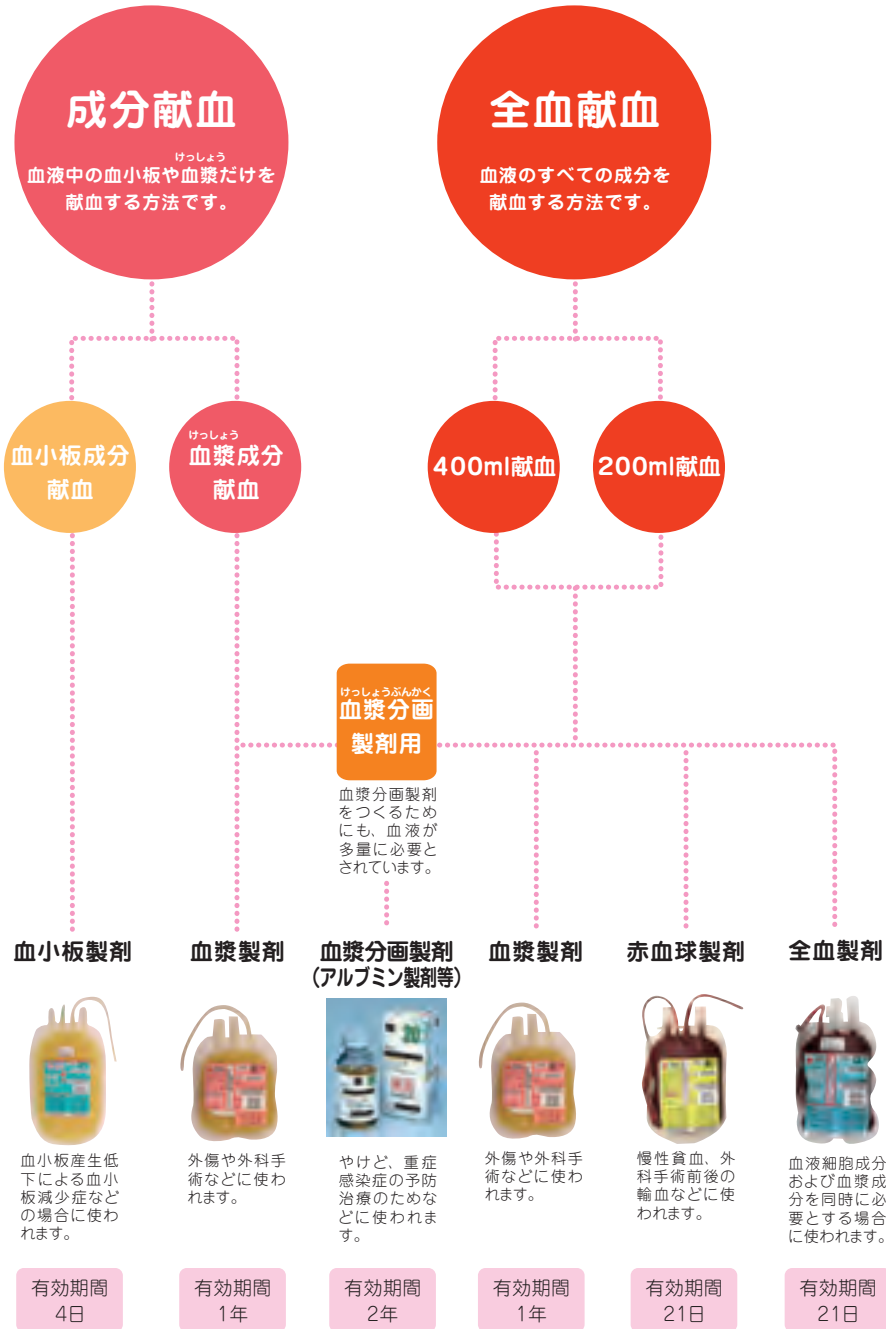 成分献血
けっしょう
血液中の血小板や血漿だけを
献血する方法です。
全血献血
血液のすべての成分を
献血する方法です。
血小板成分
献血
けっしょう
血漿成分
献血
400ml献血
200ml献血
けっしょうぶんかく
血漿分画
製剤用
血漿分画製剤
をつくるため
にも、血液が
多量に必要と
されています。
血小板製剤
血小板産生低
下による血小
板減少症など
の場合に使わ
れます。
有効期間
4日
血漿製剤
外傷や外科手
術などに使わ
れます。
有効期間
1年
血漿分画製剤
（アルブミン製剤等）
やけど、重症
感染症の予防
治療のためな
どに使われま
す。
有効期間
2年
血漿製剤
外傷や外科手
術などに使わ
れます。
有効期間
1年
赤血球製剤
慢性貧血、外
科手術前後の
輸血などに使
われます。
有効期間
21日
全血製剤
血液細胞成分
および血漿成
分を同時に必
要とする場合
に使われます。
有効期間
21日